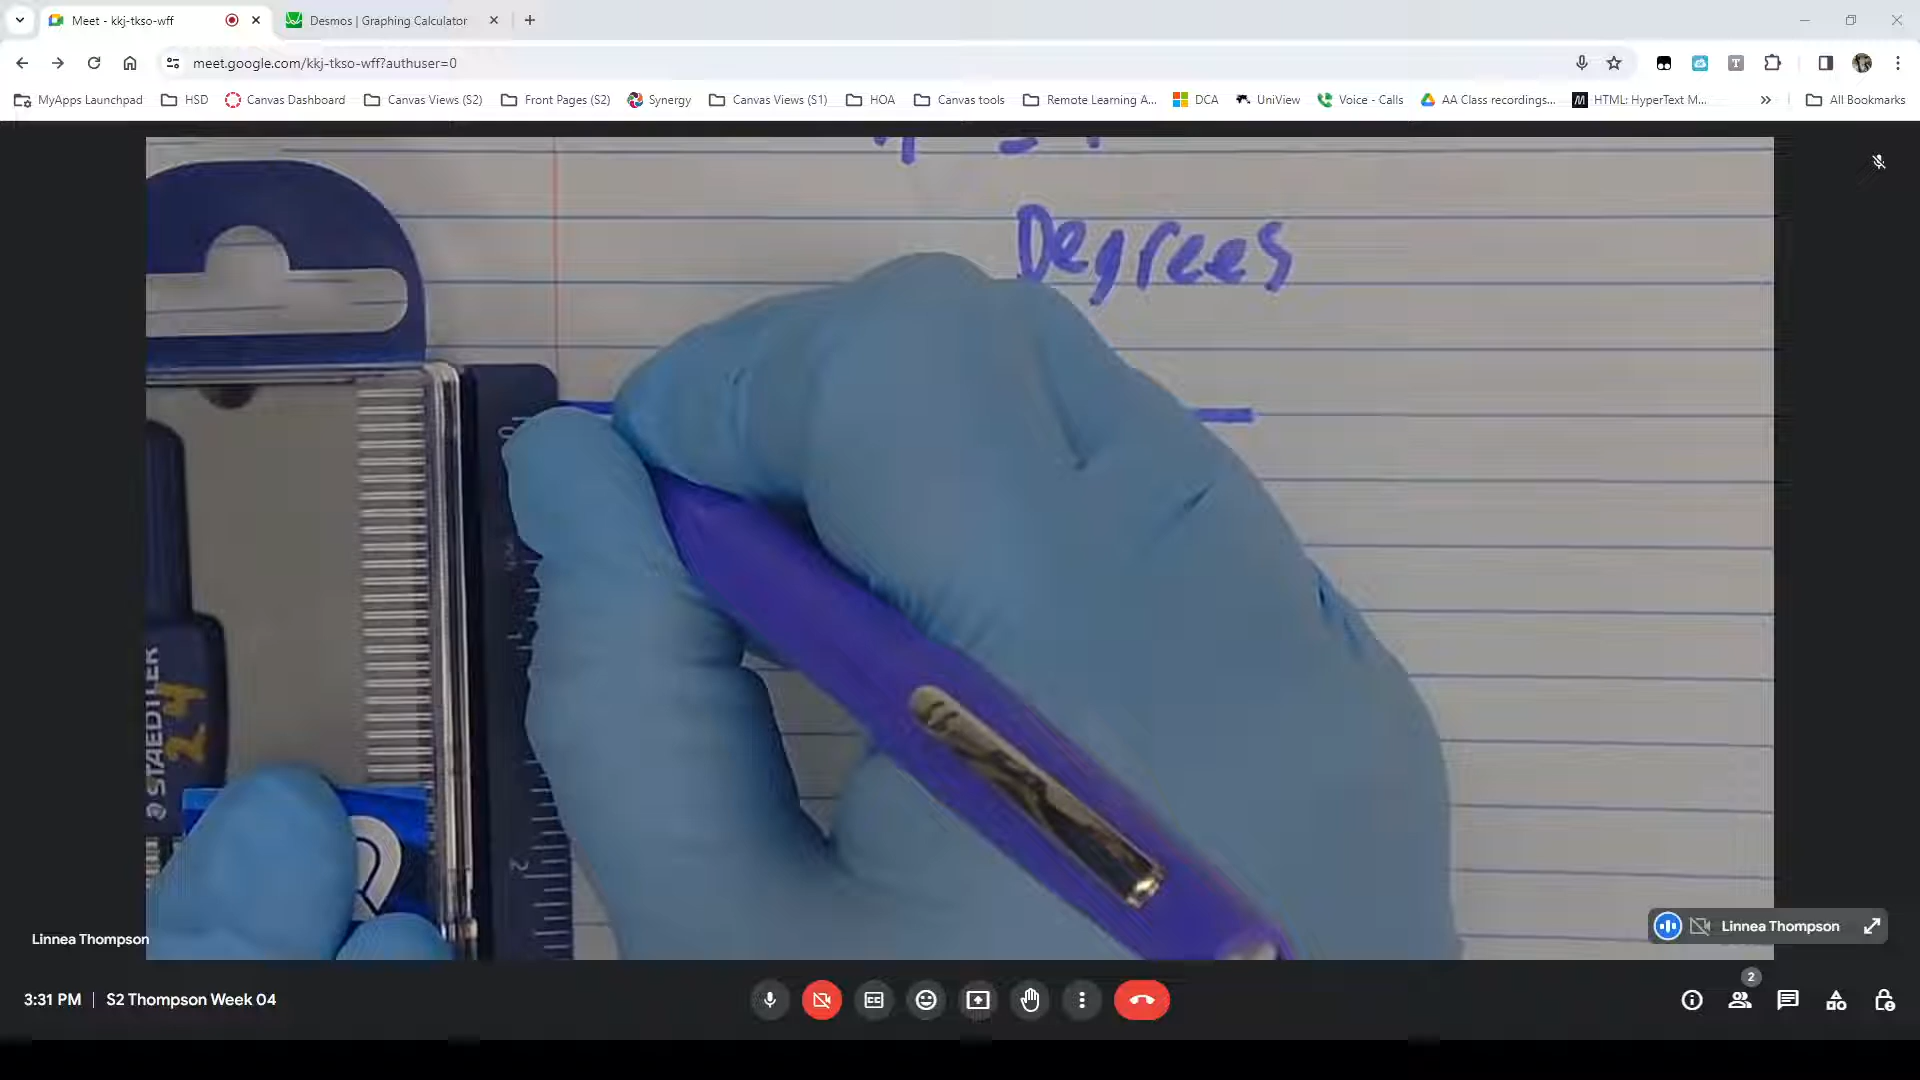 Meet - kkj-tkso-wff
Desmos | Graphing Calculator
meet.google.com/kkj-tkso-wff?authuser=0
MyApps Launchpad
HSD
Canvas Dashboard
Canvas Views (S2)
Front Pages (S2)
Synergy
Canvas Views (S1)
HOA
Canvas tools
Remote Learning A...
DCA
UniView
Voice - Calls
AA Class recordings...
HTML: HyperText M...
All Bookmarks
Degrees
STAEDTLER
24
1
2
Linnea Thompson
Linnea Thompson
2
3:31 PM
S2 Thompson Week 04